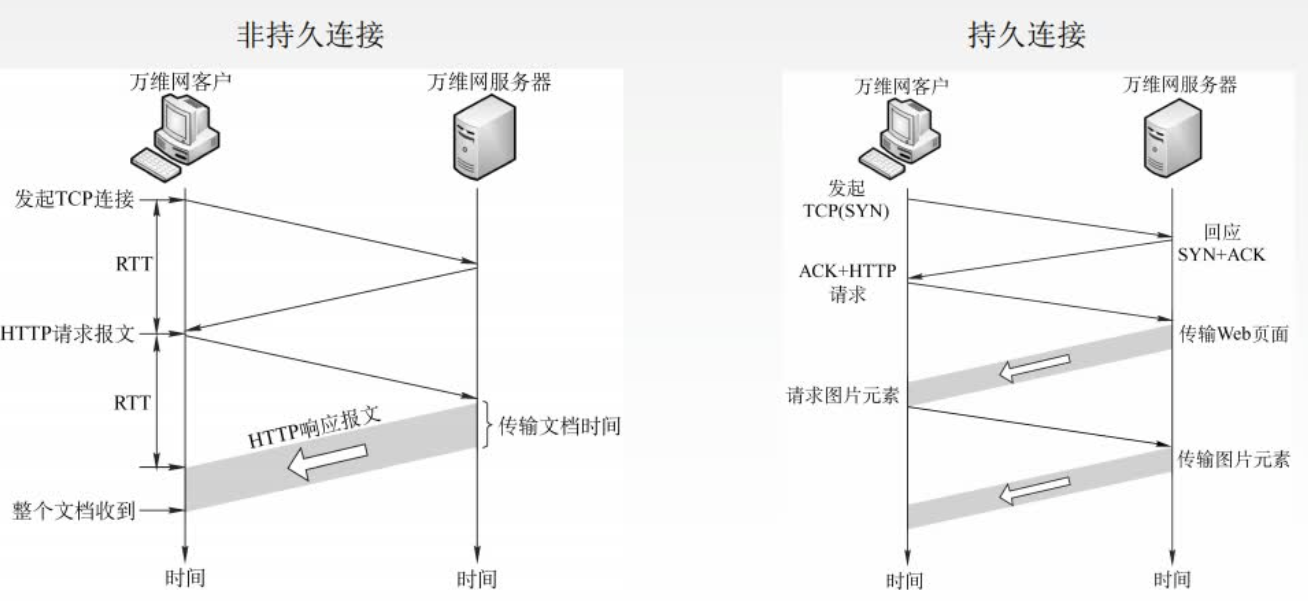 非持久连接
万维网客户
万维网服务器
发起TCP连接
RTT
HTTP请求报文
RTT
HTTP响应报文
传输文档时间
整个文档收到
时间
时间
持久连接
万维网客户
万维网服务器
发起
TCP(SYN)
回应
SYN+ACK
ACK+HTTP
请求
传输Web页面
请求图片元素
传输图片元素
时间
时间